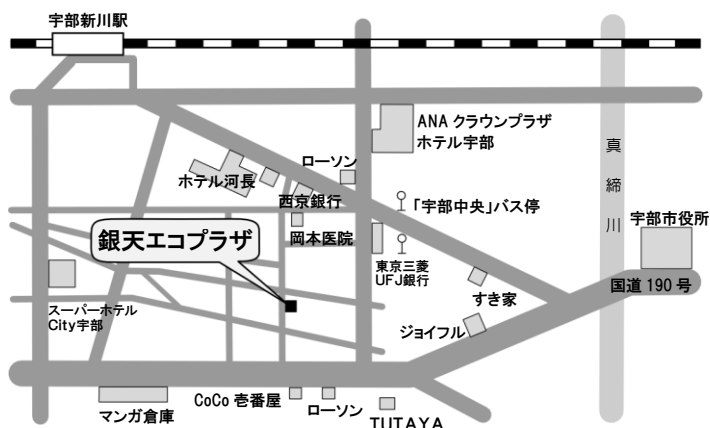 宇部新川駅
ANA クラウンプラザ
ホテル宇部
ローソン
真締川
ホテル河長
西京銀行
「宇部中央」バス停
宇部市役所
岡本医院
銀天エコプラザ
東京三菱
UFJ銀行
国道 190 号
すき家
スーパーホテル
City宇部
ジョイフル
CoCo 壱番屋
ローソン
マンガ倉庫
TUTAYA